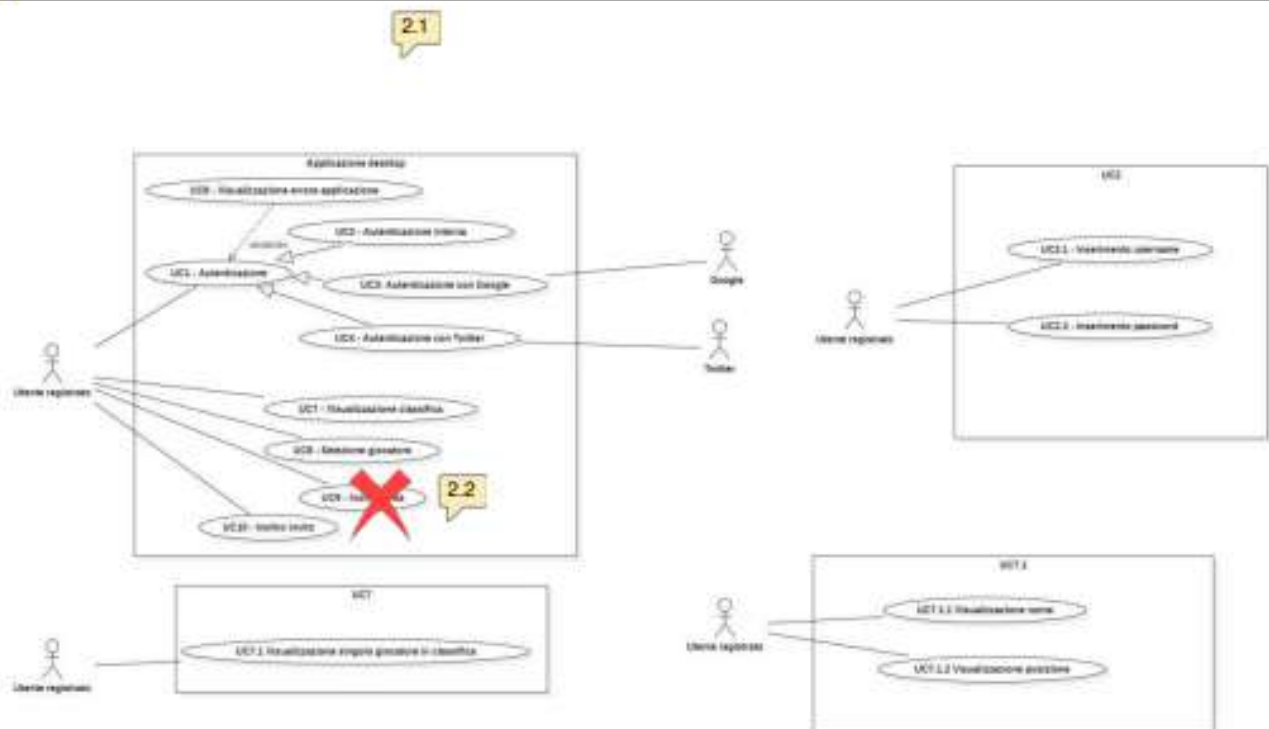 2.1
Applicazione desktop
UC6 - Visualizzazione errore applicazione
UC2 - Autenticazione interna
UC1 - Autenticazione
UC3- Autenticazione con Google
UC4 - Autenticazione con Twitter
Google
Twitter
Utente registrato
UC7 - Visualizzazione classifica
UC8 - Selezione giocatore
UC9 -
2.2
UC10 - Inoltro invito
UC2
UC2.1 - Inserimento username
UC2.2 - Inserimento password
Utente registrato
UC7
UC7.1 Visualizzazione singolo giocatore in classifica
Utente registrato
UC7.1
UC7.1.1 Visualizzazione nome
UC7.1.2 Visualizzazione posizione
Utente registrato